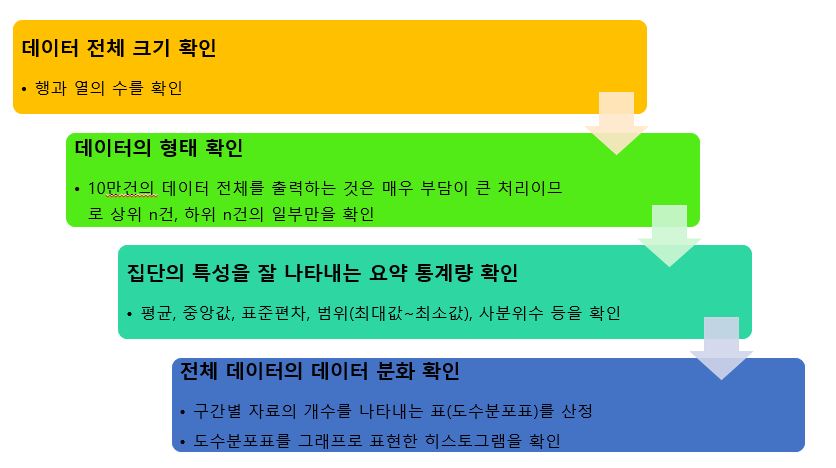 데이터 전체 크기 확인
• 행과 열의 수를 확인
데이터의 형태 확인
• 10만건의 데이터 전체를 출력하는 것은 매우 부담이 큰 처리이므
로 상위 n건, 하위 n건의 일부만을 확인
집단의 특성을 잘 나타내는 요약 통계량 확인
• 평균, 중앙값, 표준편차, 범위(최대값~최소값), 사분위수 등을 확인
전체 데이터의 데이터 분화 확인
• 구간별 자료의 개수를 나타내는 표(도수분포표)를 산정
• 도수분포표를 그래프로 표현한 히스토그램을 확인